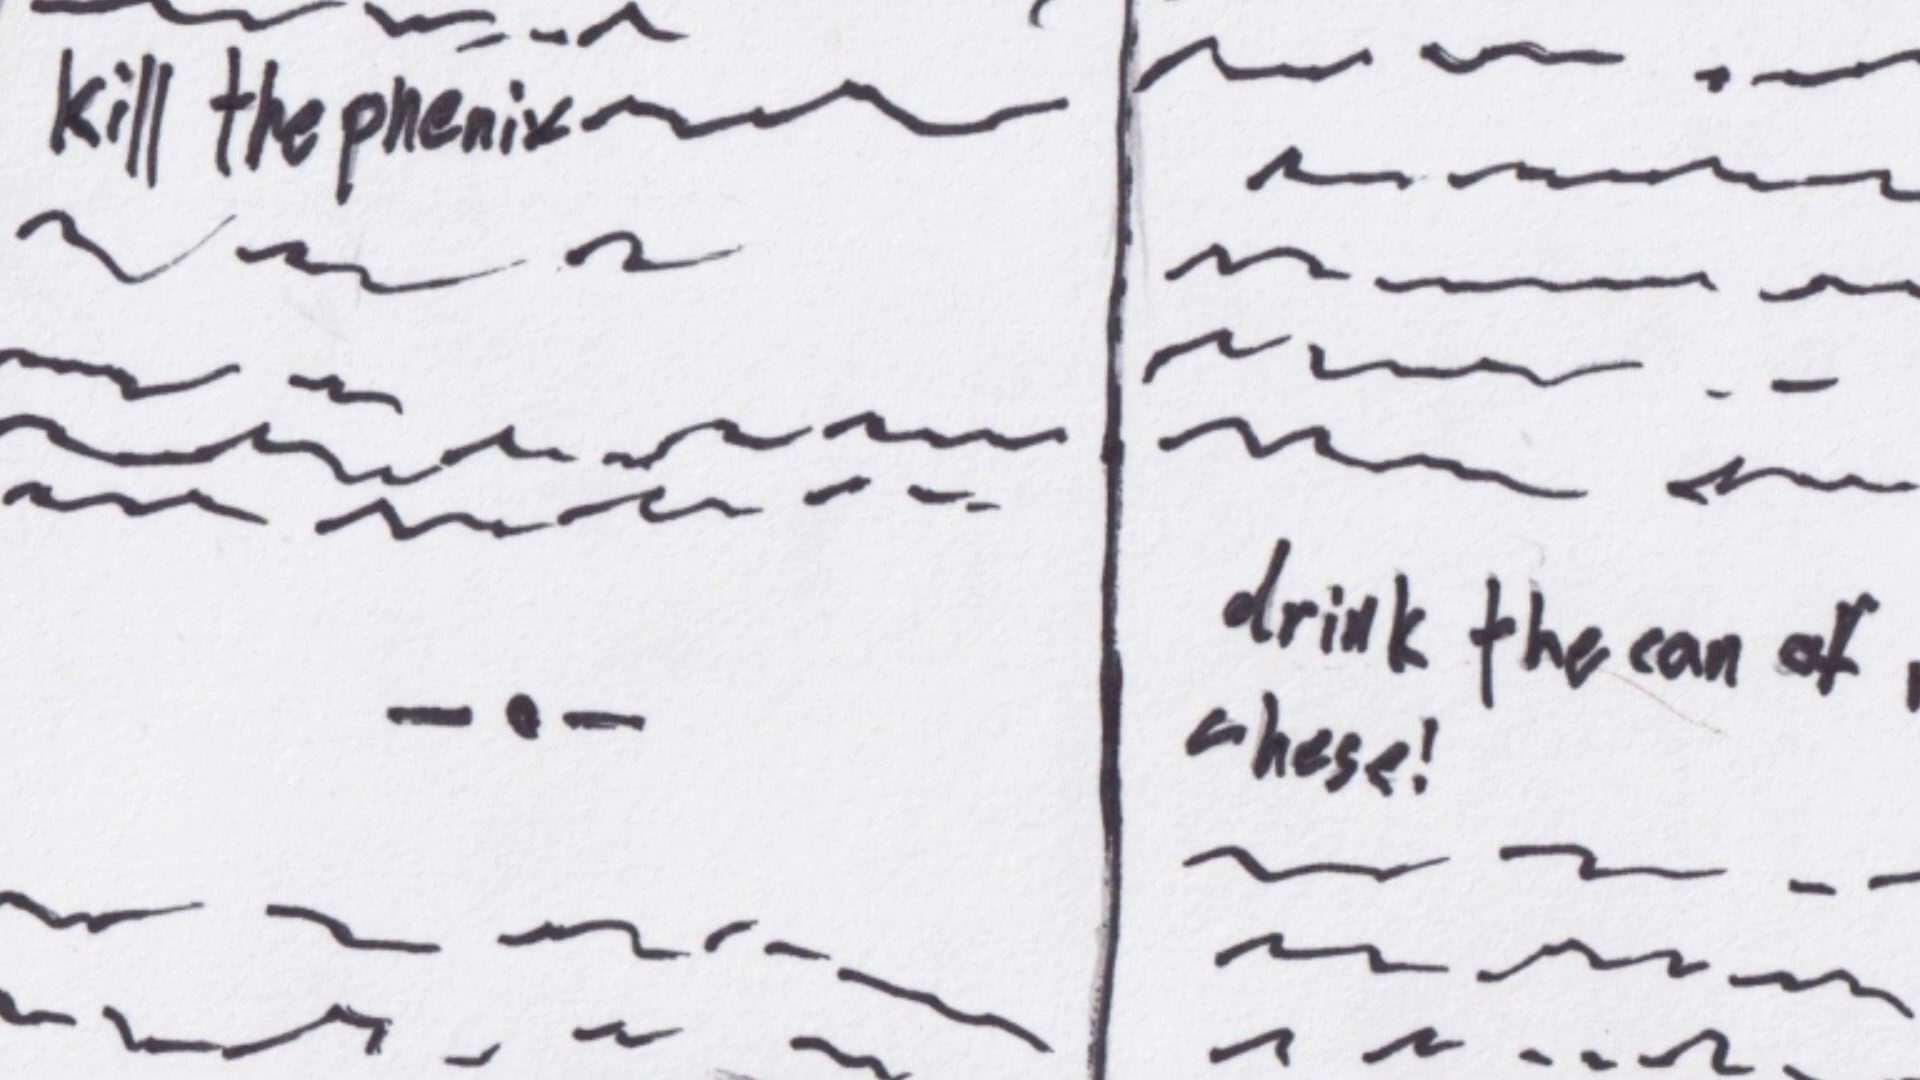 kill the phenix
drink the can of
chese!